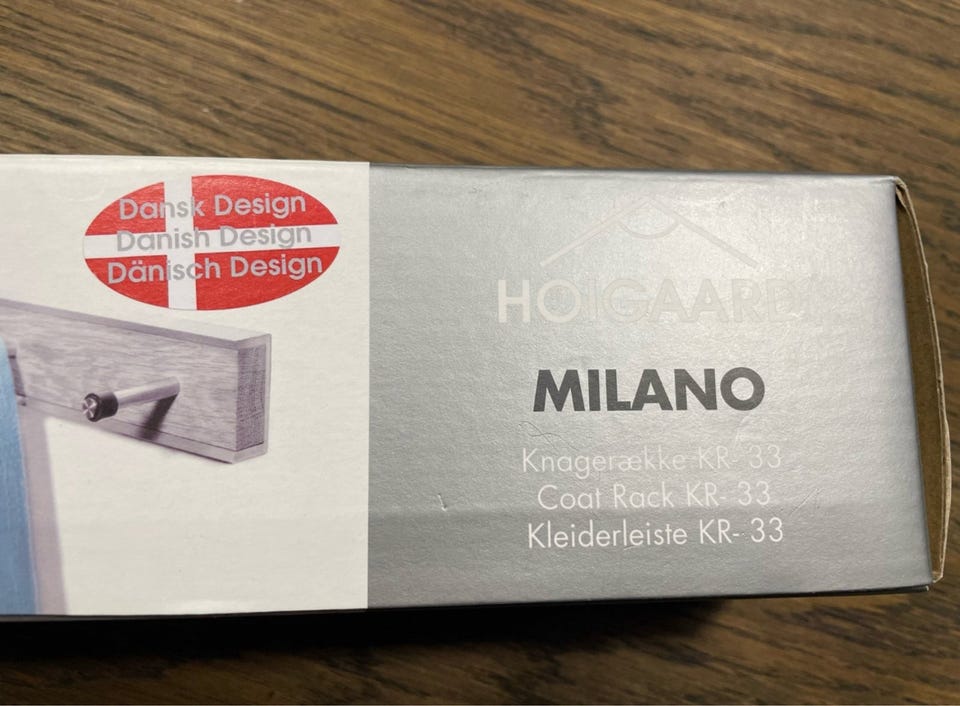 Dansk Design
Danish Design
Dänisch Design
HOIGAARD
MILANO
Knagerække KR- 33
Coat Rack KR- 33
Kleiderleiste KR- 33